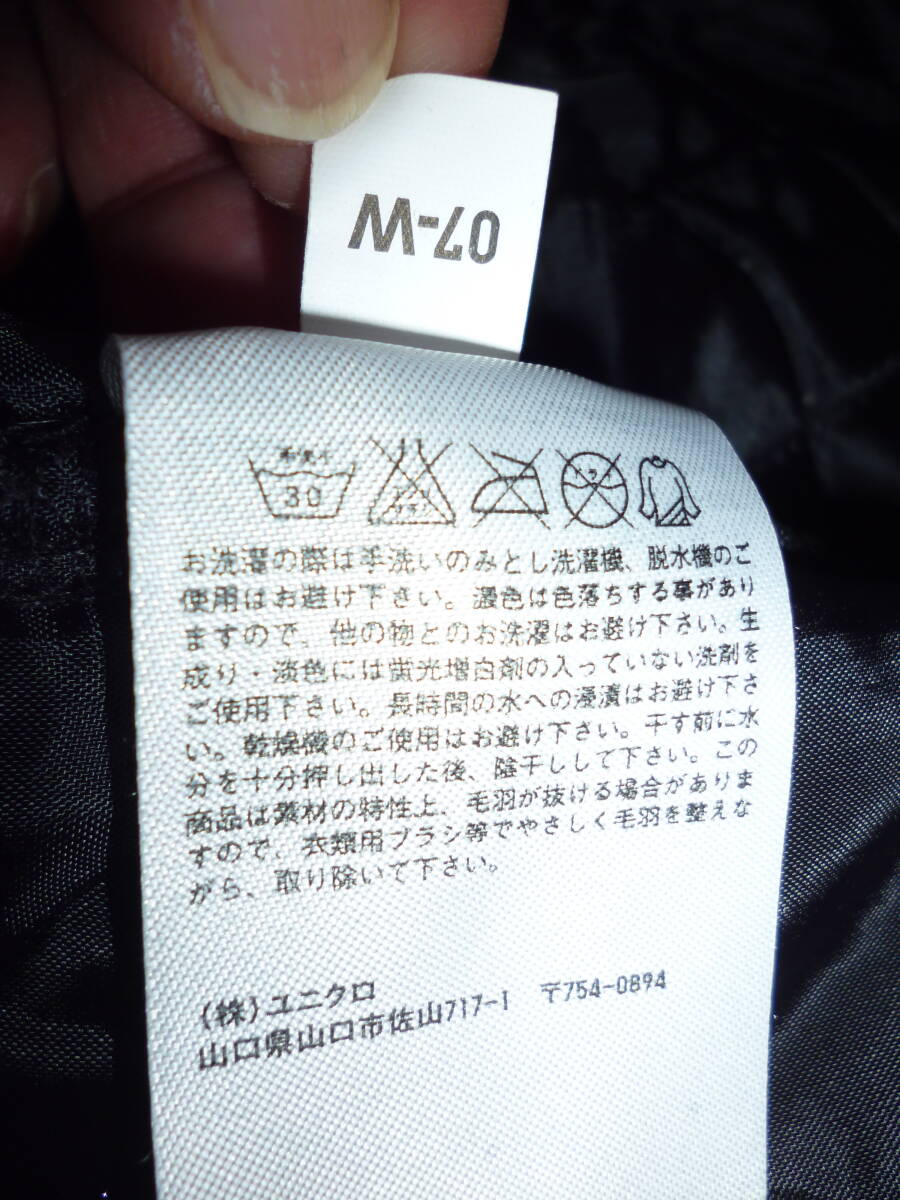 07-W
手洗イ
30
エンソ
サラシ
ドライ
お洗濯の際は手洗いのみとし洗濯機、脱水機のご
使用はお避け下さい。濃色は色落ちする事があり
ますので、他の物とのお洗濯はお避け下さい。生
成り・淡色には蛍光増白剤の入っていない洗剤を
ご使用下さい。長時間の水への浸漬はお避け下さ
い。乾燥機のご使用はお避け下さい。干す前に水
分を十分押し出した後、陰干しして下さい。この
商品は素材の特性上、毛羽が抜ける場合がありま
すので、衣類用ブラシ等でやさしく毛羽を整えな
がら、取り除いて下さい。
(株)ユニクロ
山口県山口市佐山717-1 〒754-0894